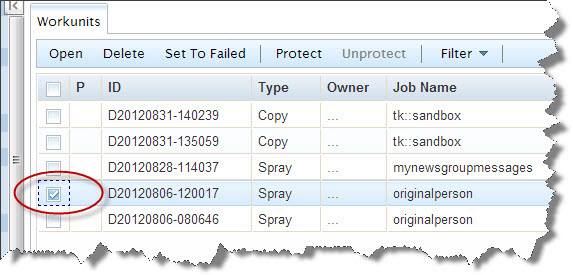 Workunits
Open Delete Set To Failed Protect Unprotect Filter
P ID Type Owner Job Name
D20120831-140239 Copy ... tk::sandbox
D20120831-135059 Copy ... tk::sandbox
D20120828-114037 Spray ... mynewsgroupmessages
D20120806-120017 Spray ... originalperson
D20120806-080646 Spray ... originalperson